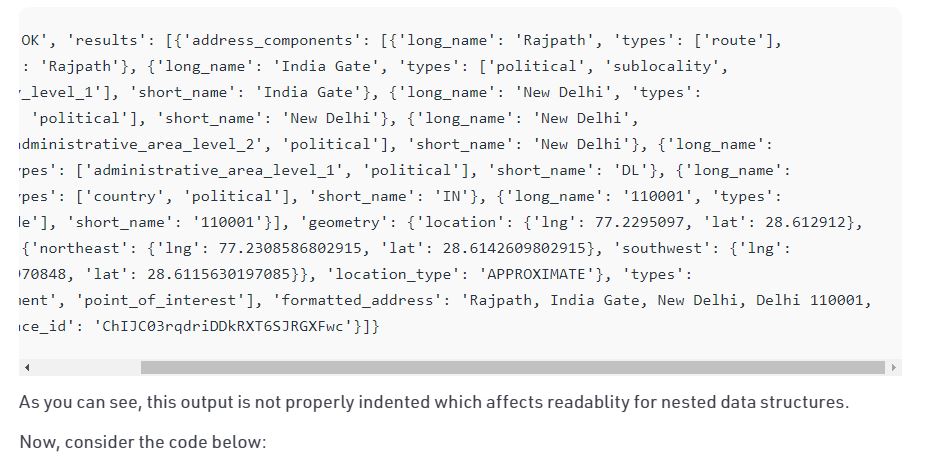 OK', 'results': [{'address_components': [{'long_name': 'Rajpath', 'types': ['route'],
: 'Rajpath'}, {'long_name': 'India Gate', 'types': ['political', 'sublocality',
_level_1'], 'short_name': 'India Gate'}, {'long_name': 'New Delhi', 'types':
'political'], 'short_name': 'New Delhi'}, {'long_name': 'New Delhi',
dministrative_area_level_2', 'political'], 'short_name': 'New Delhi'}, {'long_name':
pes': ['administrative_area_level_1', 'political'], 'short_name': 'DL'}, {'long_name':
pes': ['country', 'political'], 'short_name': 'IN'}, {'long_name': '110001', 'types':
e'], 'short_name': '110001'}], 'geometry': {'location': {'lng': 77.2295097, 'lat': 28.612912},
{'northeast': {'lng': 77.2308586802915, 'lat': 28.6142609802915}, 'southwest': {'lng':
970848, 'lat': 28.6115630197085}}, 'location_type': 'APPROXIMATE'}, 'types':
ent', 'point_of_interest'], 'formatted_address': 'Rajpath, India Gate, New Delhi, Delhi 110001,
ce_id': 'ChIJC03rqdriDDkRXT6SJRGXFwc'}]}
As you can see, this output is not properly indented which affects readablity for nested data structures.
Now, consider the code below: